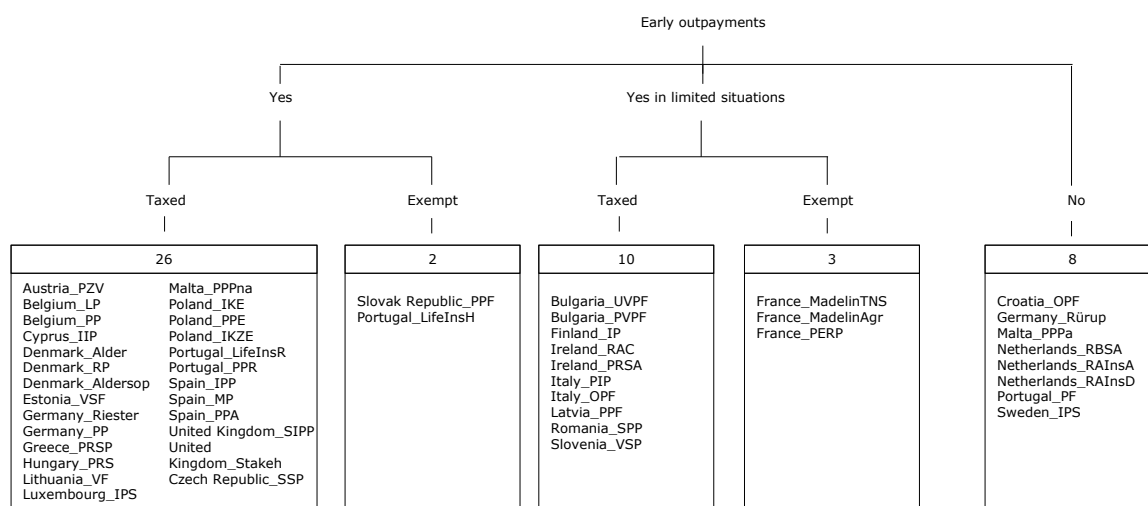 Early outpayments
Yes
Yes in limited situations
Taxed
Exempt
Taxed
Exempt
No
26
Austria_PZV
Belgium_LP
Belgium_PP
Cyprus_IIP
Denmark_Alder
Denmark_RP
Denmark_Aldersop
Estonia_VSF
Germany_Riester
Germany_PP
Greece_PRSP
Hungary_PRS
Lithuania_VF
Luxembourg_IPS
Malta_PPPna
Poland_IKE
Poland_PPE
Poland_IKZE
Portugal_LifeInsR
Portugal_PPR
Spain_IPP
Spain_MP
Spain_PPA
United Kingdom_SIPP
United
Kingdom_Stakeh
Czech Republic_SSP
2
Slovak Republic_PPF
Portugal_LifeInsH
10
Bulgaria_UVPF
Bulgaria_PVPF
Finland_IP
Ireland_RAC
Ireland_PRSA
Italy_PIP
Italy_OPF
Latvia_PPF
Romania_SPP
Slovenia_VSP
3
France_MadelinTNS
France_MadelinAgr
France_PERP
8
Croatia_OPF
Germany_Rürup
Malta_PPPa
Netherlands_RBSA
Netherlands_RAInsA
Netherlands_RAInsD
Portugal_PF
Sweden_IPS